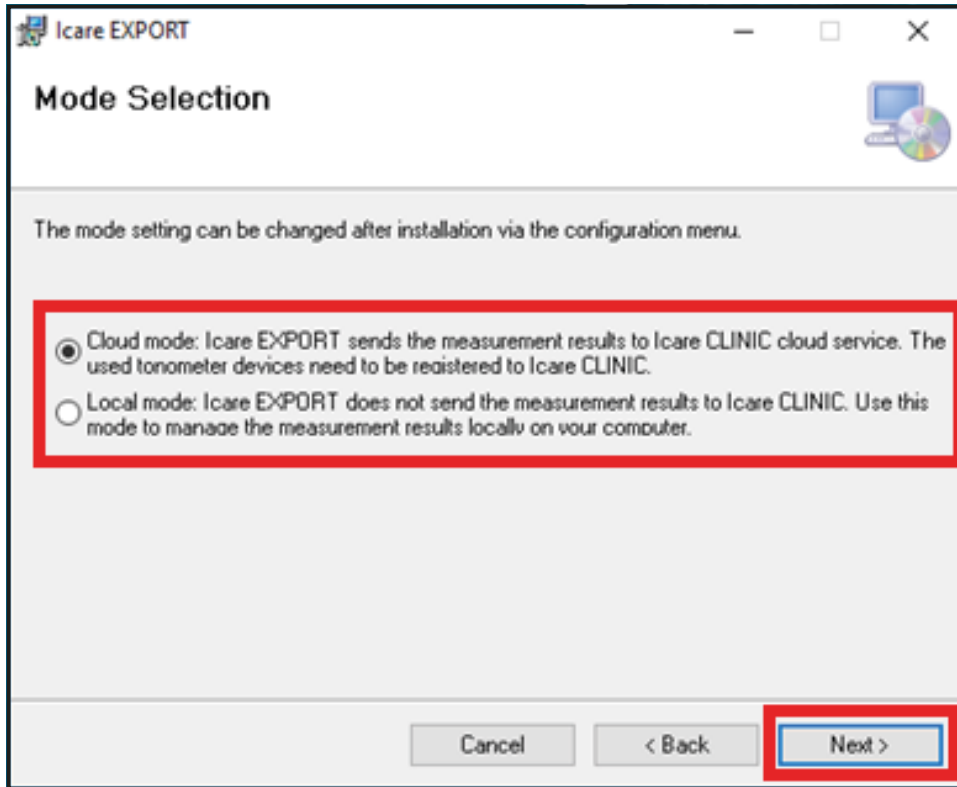 Icare EXPORT
Mode Selection
The mode setting can be changed after installation via the configuration menu.
Cloud mode: Icare EXPORT sends the measurement results to Icare CLINIC cloud service. The
used tonometer devices need to be registered to Icare CLINIC.
Local mode: Icare EXPORT does not send the measurement results to Icare CLINIC. Use this
mode to manage the measurement results locally on your computer.
Cancel
< Back
Next >